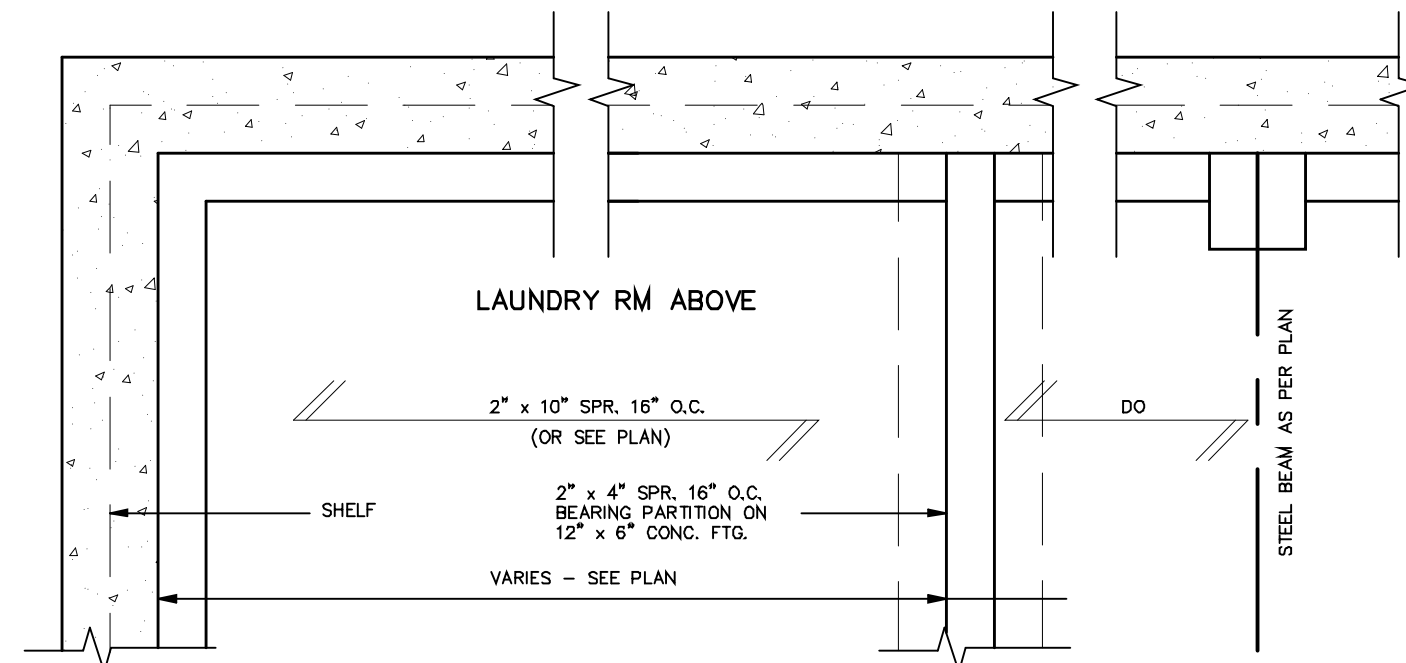 LAUNDRY RM ABOVE
2" x 10" SPR. 16" O.C.
(OR SEE PLAN)
DO
STEEL BEAM AS PER PLAN
SHELF
2" x 4" SPR. 16" O.C.
BEARING PARTITION ON
12" x 6" CONC. FTG.
VARIES – SEE PLAN